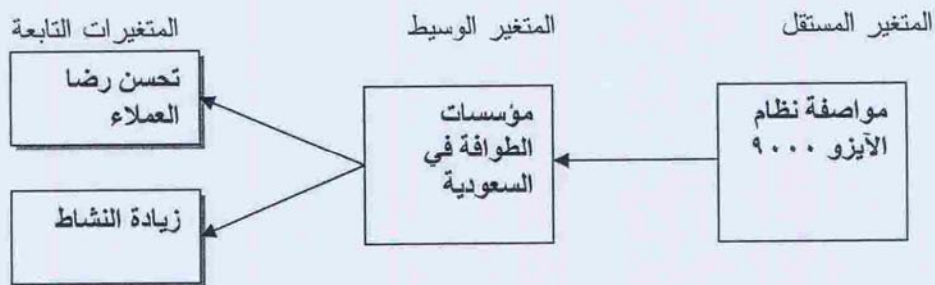 المتغير المستقل
المتغير الوسيط
المتغيرات التابعة
مواصفة نظام
الآيزو ٩٠٠٠
مؤسسات
الطوافة في
السعودية
تحسن رضا
العملاء
زيادة النشاط